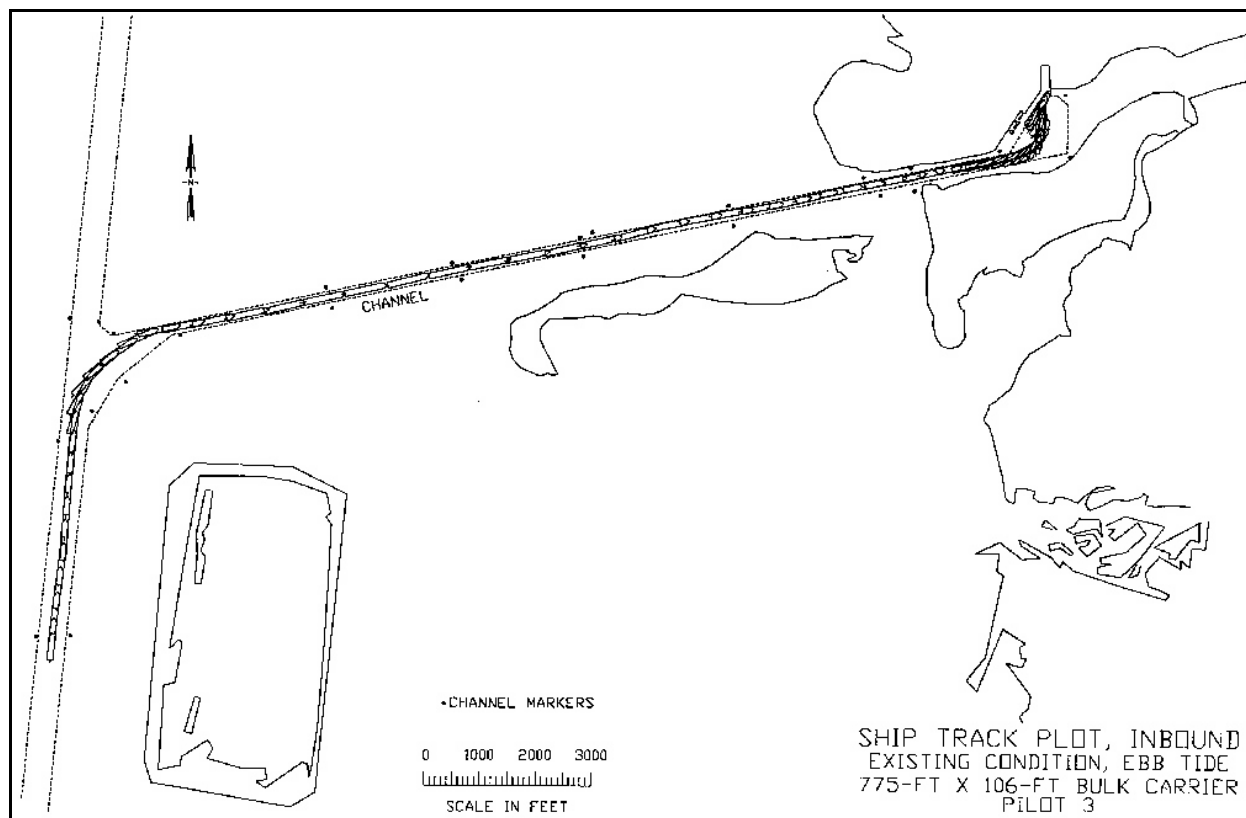 N
CHANNEL
•CHANNEL MARKERS
0 1000 2000 3000
SCALE IN FEET
SHIP TRACK PLOT, INBOUND
EXISTING CONDITION, EBB TIDE
775-FT X 106-FT BULK CARRIER
PILOT 3